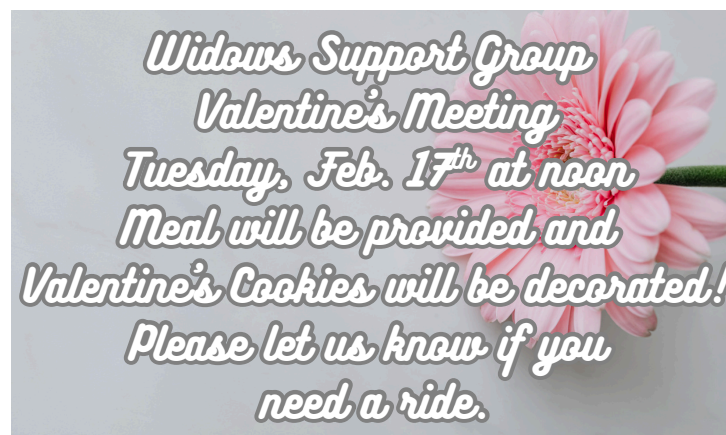 Widows Support Group
Valentine's Meeting
Tuesday, Feb. 17th at noon
Meal will be provided and
Valentine's Cookies will be decorated!
Please let us know if you
need a ride.